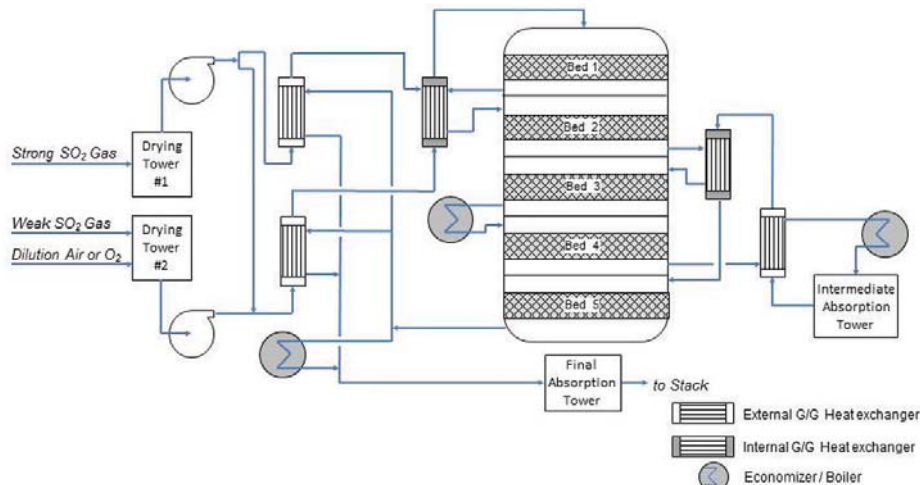 Strong SO₂ Gas
Drying
Tower
#1
Weak SO₂ Gas
Dilution Air or O₂
Drying
Tower
#2
Bed 1
Bed 2
Bed 3
Bed 4
Bed 5
Intermediate
Absorption
Tower
Final
Absorption
Tower
to Stack
External G/G Heat exchanger
Internal G/G Heat exchanger
Economizer / Boiler